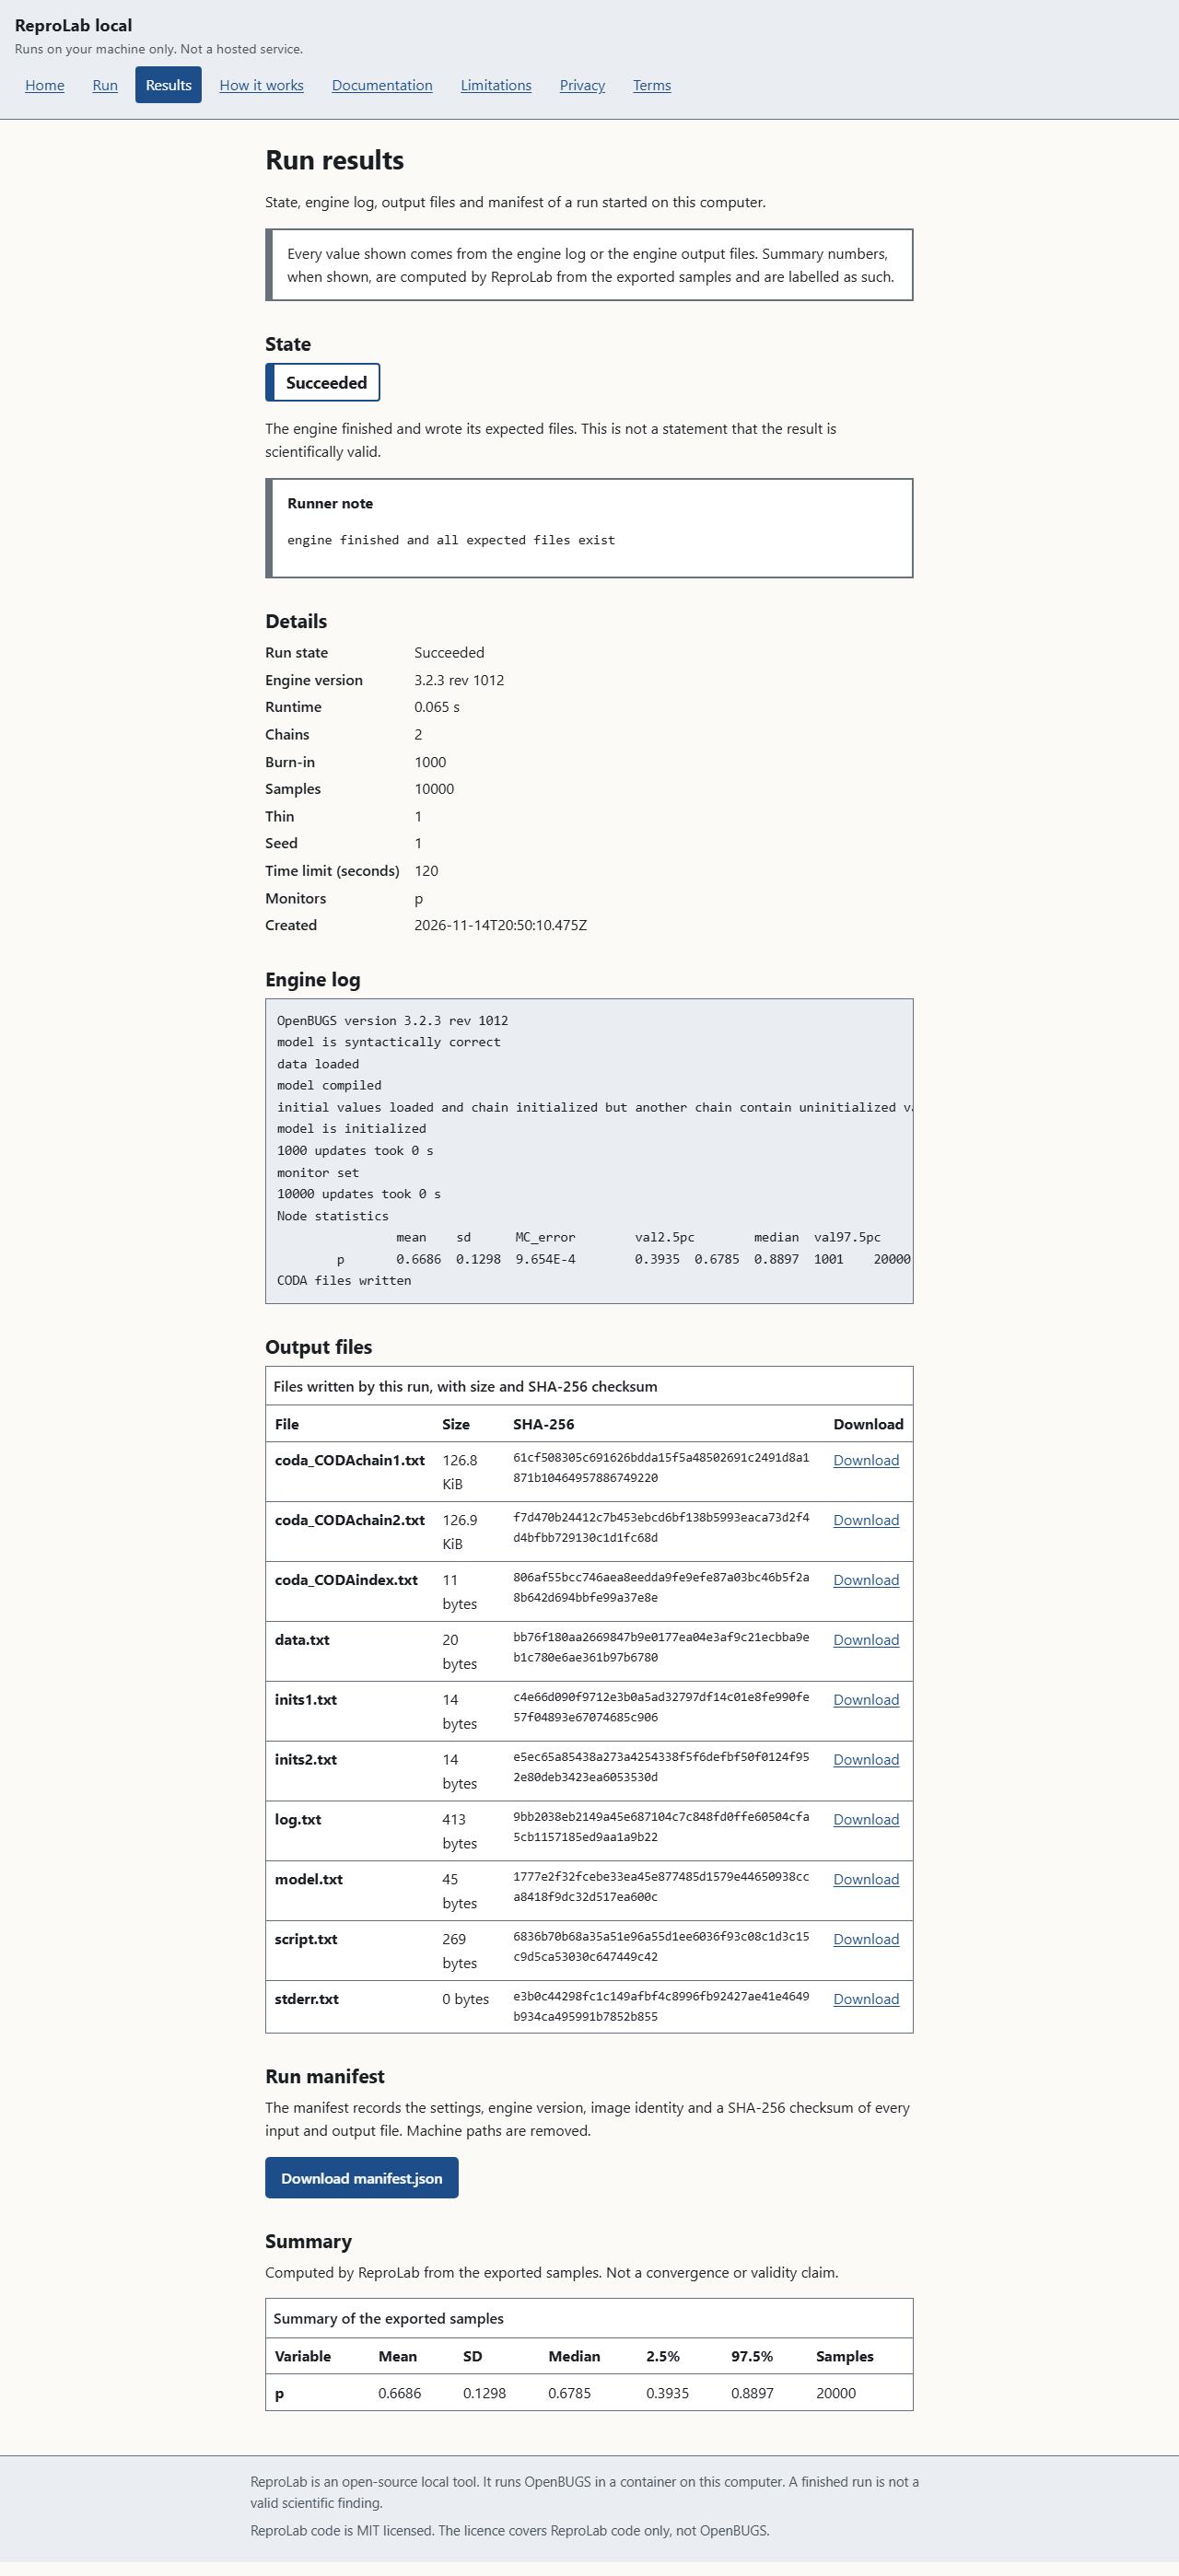 ReproLab local
Runs on your machine only. Not a hosted service.
Home Run Results How it works Documentation Limitations Privacy Terms
Run results
State, engine log, output files and manifest of a run started on this computer.
Every value shown comes from the engine log or the engine output files. Summary numbers,
when shown, are computed by ReproLab from the exported samples and are labelled as such.
State
Succeeded
The engine finished and wrote its expected files. This is not a statement that the result is
scientifically valid.
Runner note
engine finished and all expected files exist
Details
Run state Succeeded
Engine version 3.2.3 rev 1012
Runtime 0.065 s
Chains 2
Burn-in 1000
Samples 10000
Thin 1
Seed 1
Time limit (seconds) 120
Monitors p
Created 2026-11-14T20:50:10.475Z
Engine log
OpenBUGS version 3.2.3 rev 1012
model is syntactically correct
data loaded
model compiled
initial values loaded and chain initialized but another chain contain uninitialized
model is initialized
1000 updates took 0 s
monitor set
10000 updates took 0 s
Node statistics
mean sd MC_error val2.5pc median val97.5pc
p 0.6686 0.1298 9.654E-4 0.3935 0.6785 0.8897 1001 20000
CODA files written
Output files
Files written by this run, with size and SHA-256 checksum
File Size SHA-256 Download
coda_CODAchain1.txt 126.8 61cf508305c691626bdda15f5a48502691c2491d8a1 Download
KiB 871b10464957886749220
coda_CODAchain2.txt 126.9 f7d470b24412c7b453ebcd6bf138b5993eaca73d2f4 Download
KiB d4bfbb729130c1d1fc68d
coda_CODAindex.txt 11 806af55bcc746aea8eedda9fe9efe87a03bc46b5f2a Download
bytes 8b642d694bbfe99a37e8e
data.txt 20 bb76f180aa2669847b9e0177ea04e3af9c21ecbba9e Download
bytes b1c780e6ae361b97b6780
inits1.txt 14 c4e66d090f9712e3b0a5ad32797df14c01e8fe990fe Download
bytes 57f04893e67074685c906
inits2.txt 14 e5ec65a85438a273a4254338f5f6defbf50f0124f95 Download
bytes 2e80deb3423ea6053530d
log.txt 413 9bb2038eb2149a45e687104c7c848fd0ffe60504cfa Download
bytes 5cb1157185ed9aa1a9b22
model.txt 45 1777e2f32fcebe33ea45e877485d1579e44650938cc Download
bytes a8418f9dc32d517ea600c
script.txt 269 6836b70b68a35a51e96a55d1ee6036f93c08c1d3c15 Download
bytes c9d5ca53030c647449c42
stderr.txt 0 bytes e3b0c44298fc1c149afbf4c8996fb92427ae41e4649 Download
b934ca495991b7852b855
Run manifest
The manifest records the settings, engine version, image identity and a SHA-256 checksum of every
input and output file. Machine paths are removed.
Download manifest.json
Summary
Computed by ReproLab from the exported samples. Not a convergence or validity claim.
Summary of the exported samples
Variable Mean SD Median 2.5% 97.5% Samples
p 0.6686 0.1298 0.6785 0.3935 0.8897 20000
ReproLab is an open-source local tool. It runs OpenBUGS in a container on this computer. A finished run is not a
valid scientific finding.
ReproLab code is MIT licensed. The licence covers ReproLab code only, not OpenBUGS.